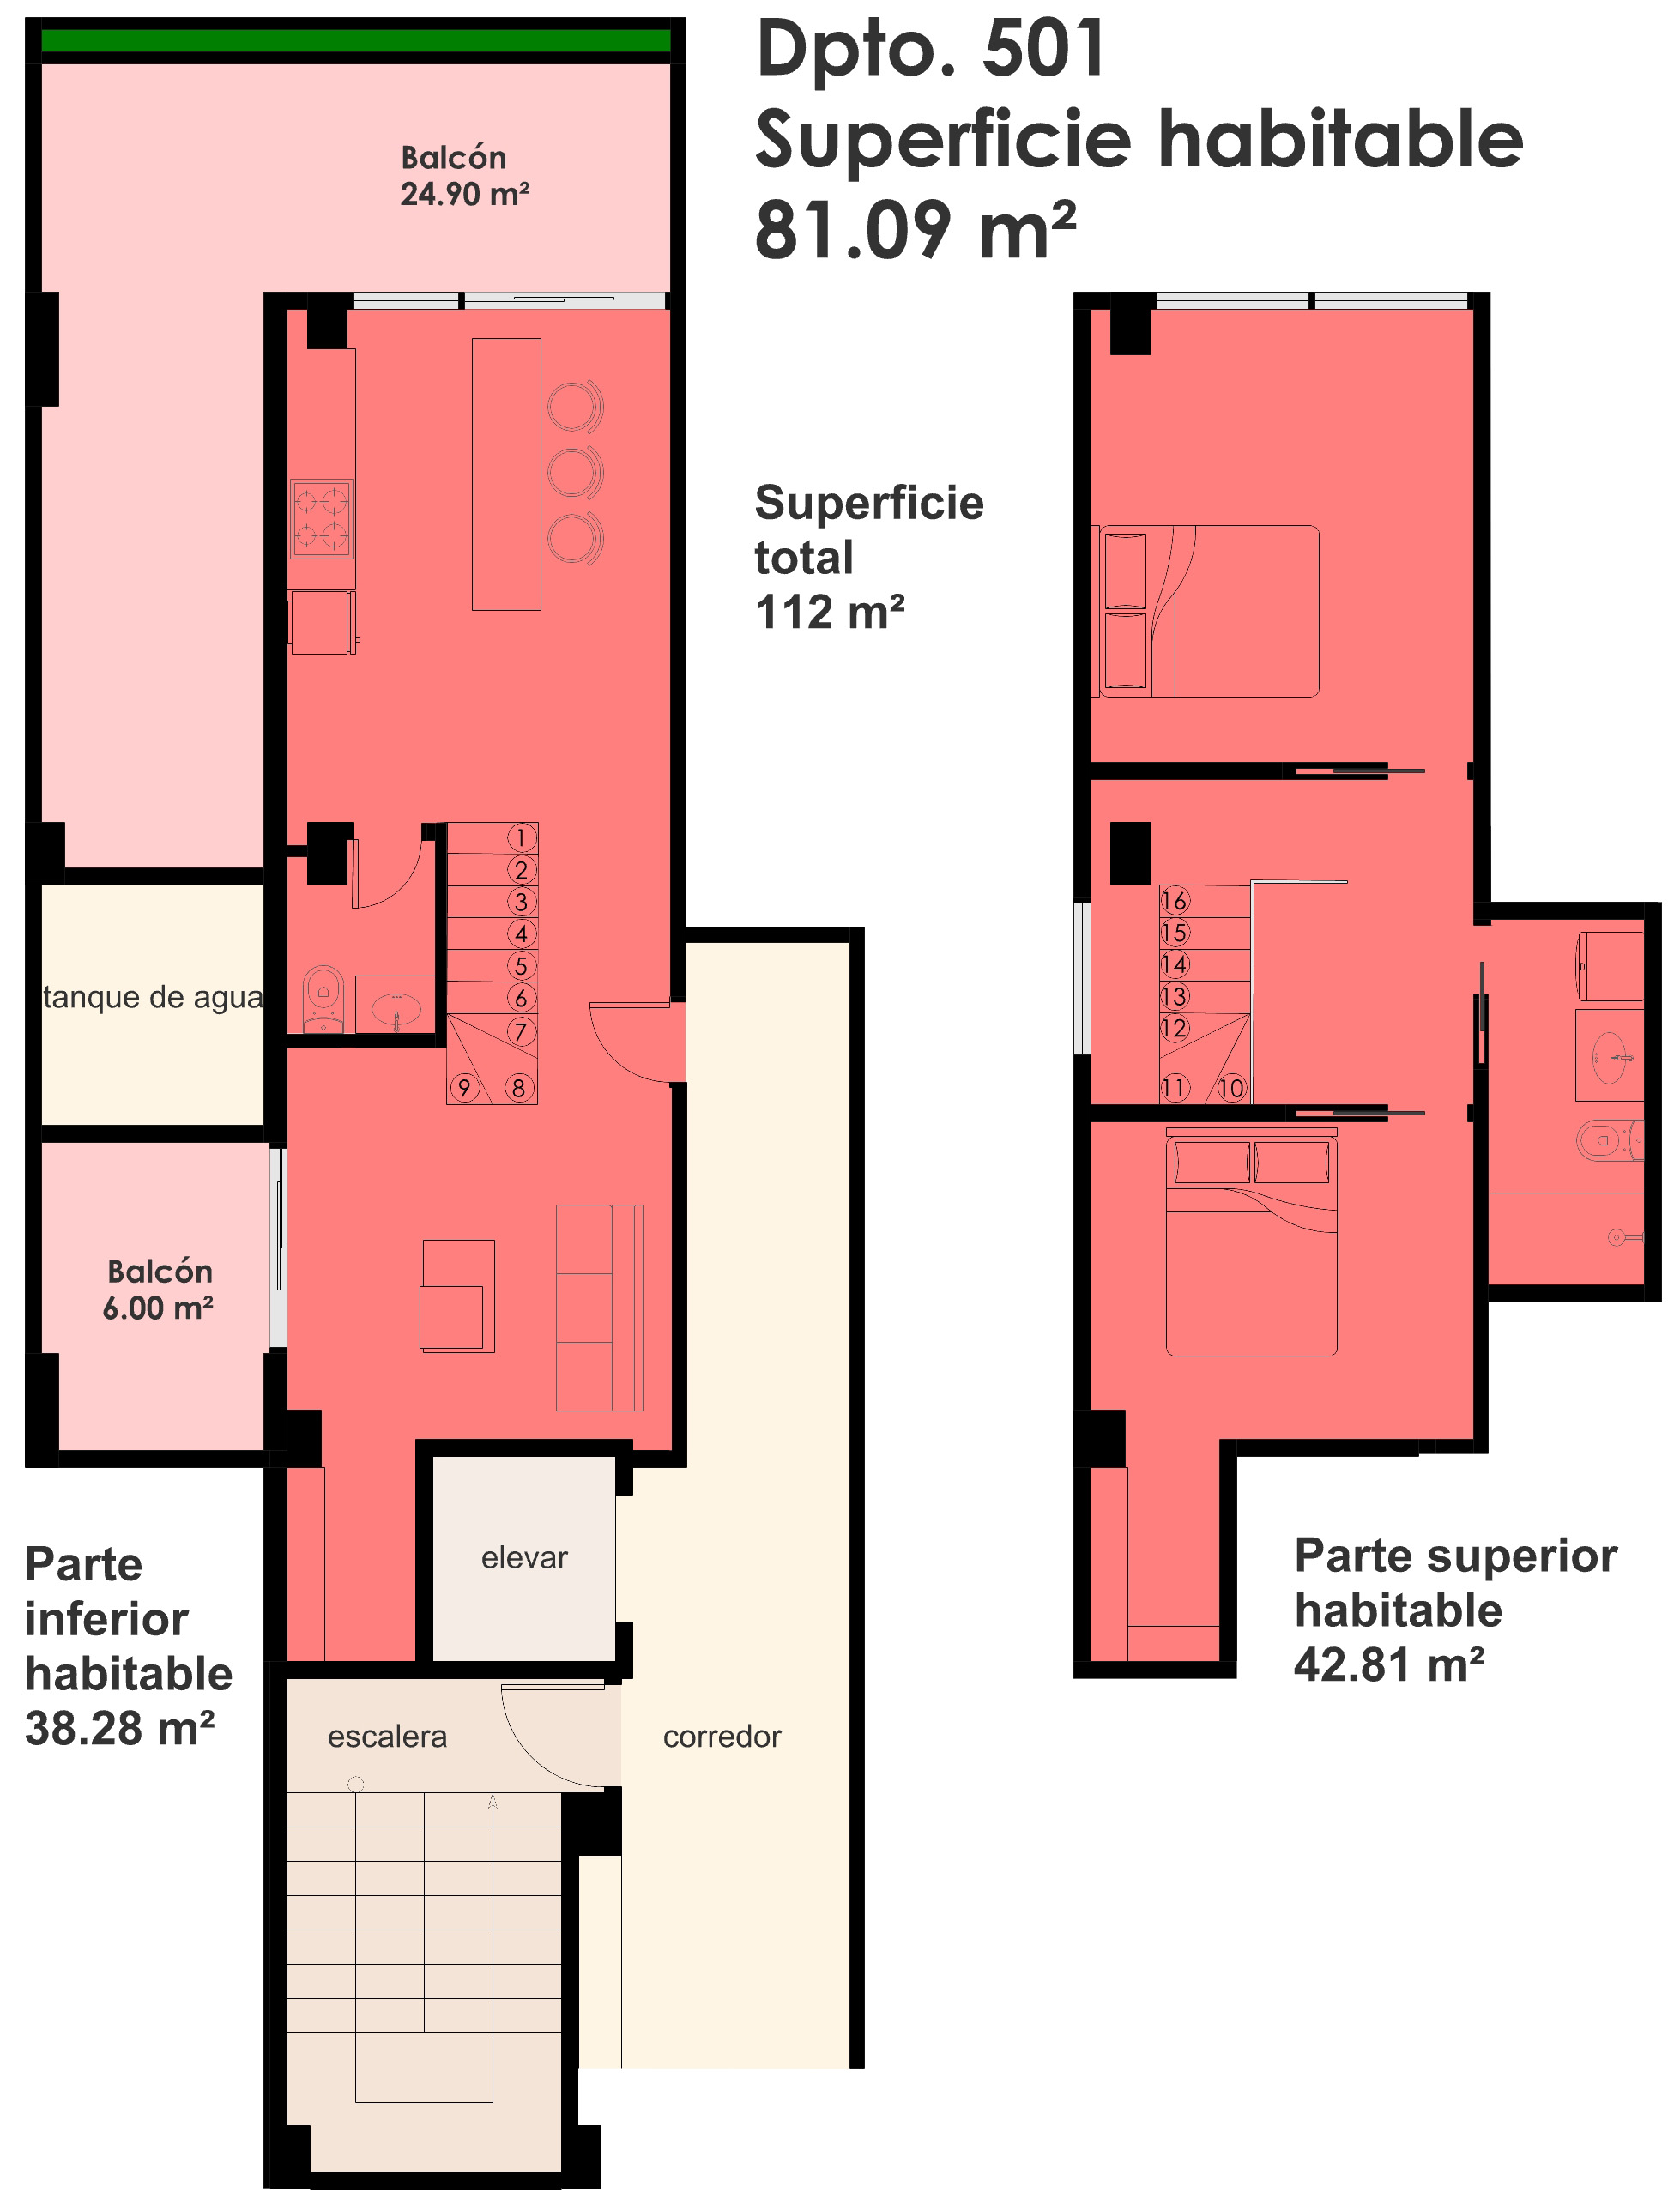 Dpto. 501
Superficie habitable
81.09 m²
Balcón
24.90 m²
Superficie
total
112 m²
1
2
3
4
5
6
7
8
9
tanque de agua
Balcón
6.00 m²
16
15
14
13
12
11
10
elevar
Parte
inferior
habitable
38.28 m²
Parte superior
habitable
42.81 m²
escalera
corredor